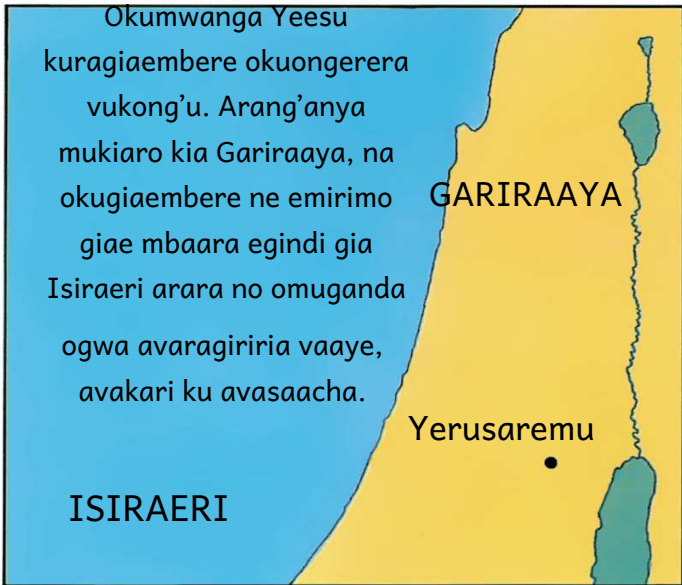 Okumwanga Yeesu
kuragiaembere okuongerera
vukong'u. Arang'anya
mukiaro kia Gariraaya, na
okugiaembere ne emirimo
giae mbaara egindi gia
Isiraeri arara no omuganda
ogwa avaragiriria vaaye,
avakari ku avasaacha.
GARIRAAYA
Yerusaremu
ISIRAERI